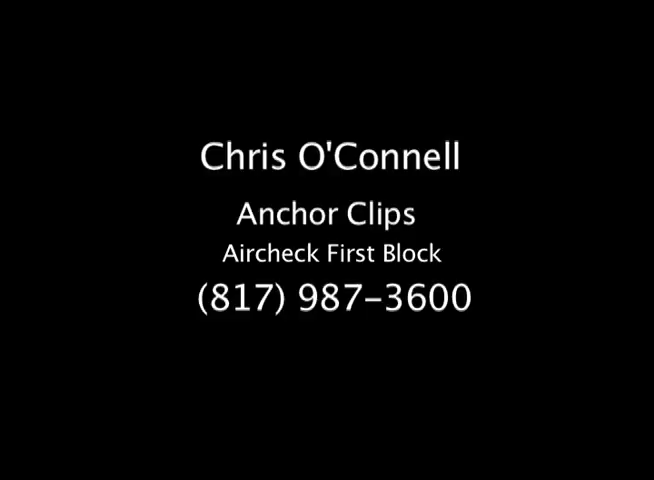 Chris O'Connell
Anchor Clips
Aircheck First Block
(817) 987-3600